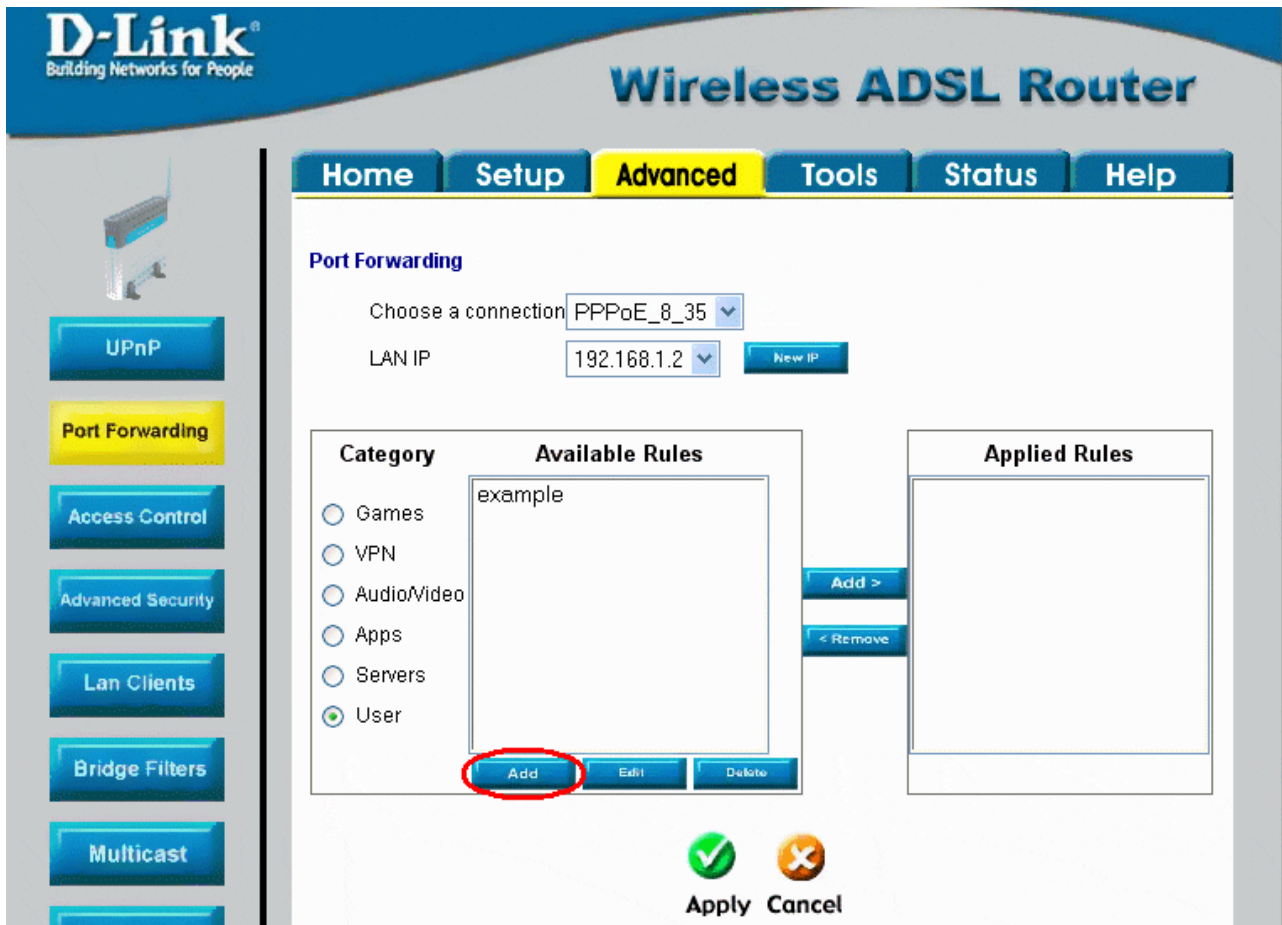 D-Link®
Building Networks for People
Wireless ADSL Router
Home Setup Advanced Tools Status Help
UPnP
Port Forwarding
Access Control
Advanced Security
Lan Clients
Bridge Filters
Multicast
Port Forwarding
Choose a connection PPPoE_8_35
LAN IP 192.168.1.2 New IP
Category Available Rules Applied Rules
example
Games
VPN
Audio/Video
Apps
Servers
User
Add >
< Remove
Add Edit Delete
Apply Cancel